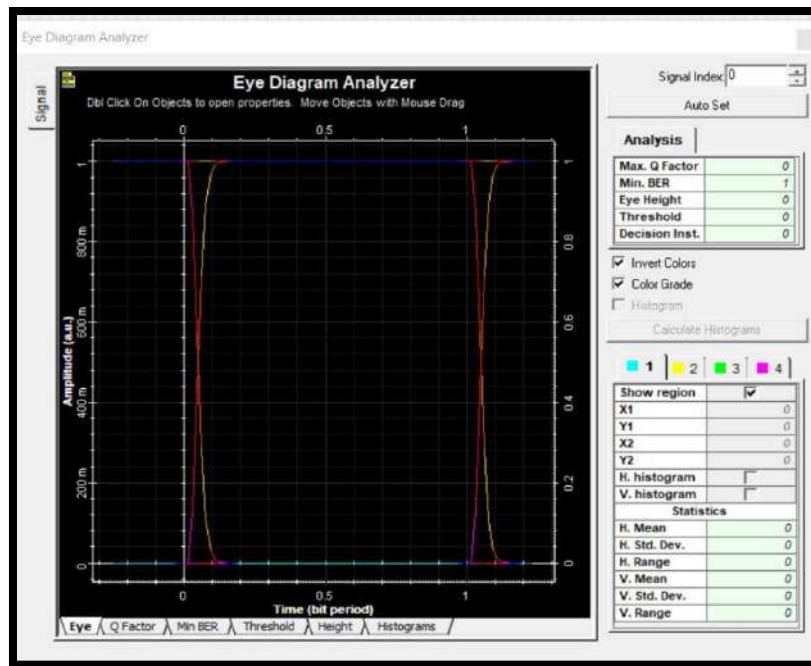 Eye Diagram Analyzer
Signal Index: 0
Auto Set
Signal
Eye Diagram Analyzer
Dbl Click On Objects to open properties. Move Objects with Mouse Drag
0 0.5 1
1
800 m
600 m
400 m
200 m
0
Amplitude (a.u.)
1
0.8
0.6
0.4
0.2
0
0 0.5 1
Time (bit period)
Eye Q Factor Min BER Threshold Height Histograms
Analysis
Max. Q Factor 0
Min. BER 1
Eye Height 0
Threshold 0
Decision Inst. 0
Invert Colors
Color Grade
Histogram
Calculate Histograms
1 2 3 4
Show region
X1 0
Y1 0
X2 0
Y2 0
H. histogram
V. histogram
Statistics
H. Mean 0
H. Std. Dev. 0
H. Range 0
V. Mean 0
V. Std. Dev. 0
V. Range 0